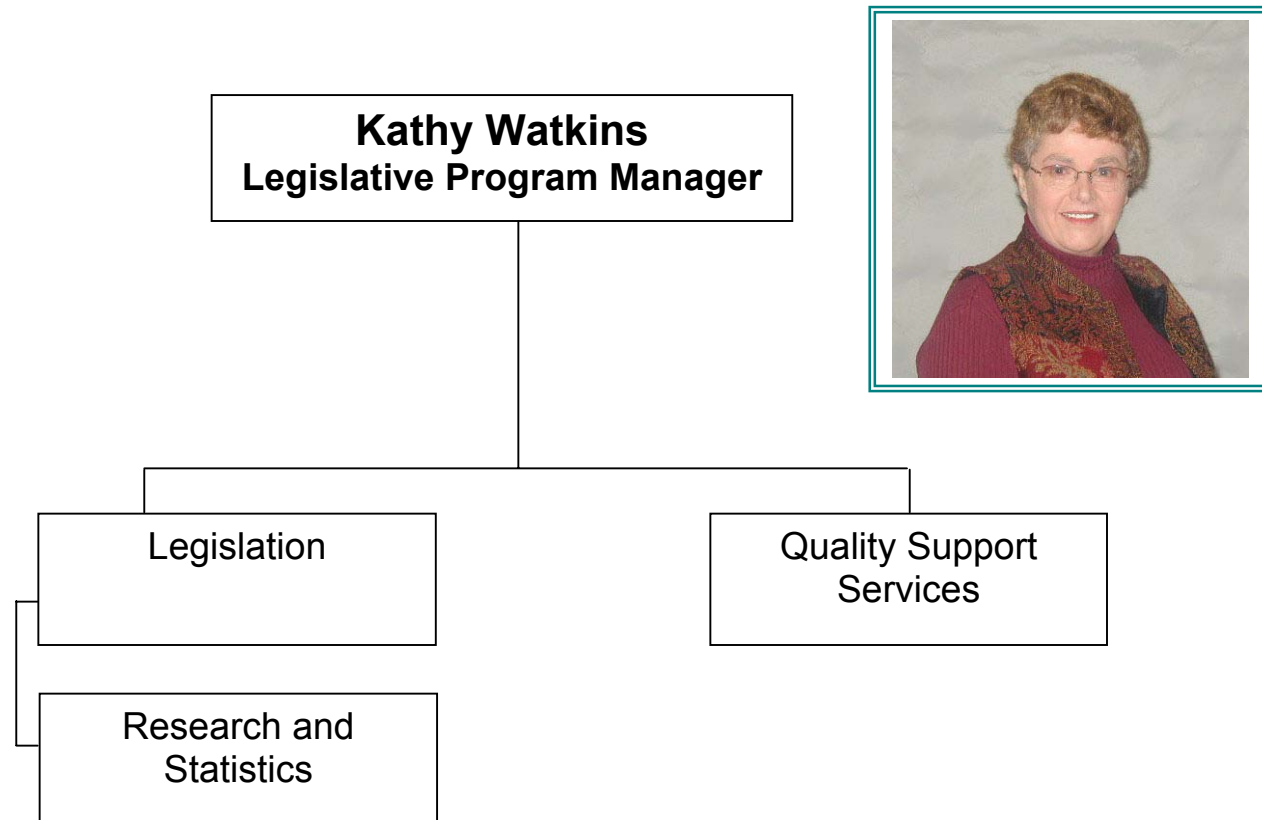 Kathy Watkins
Legislative Program Manager
Legislation
Quality Support
Services
Research and
Statistics